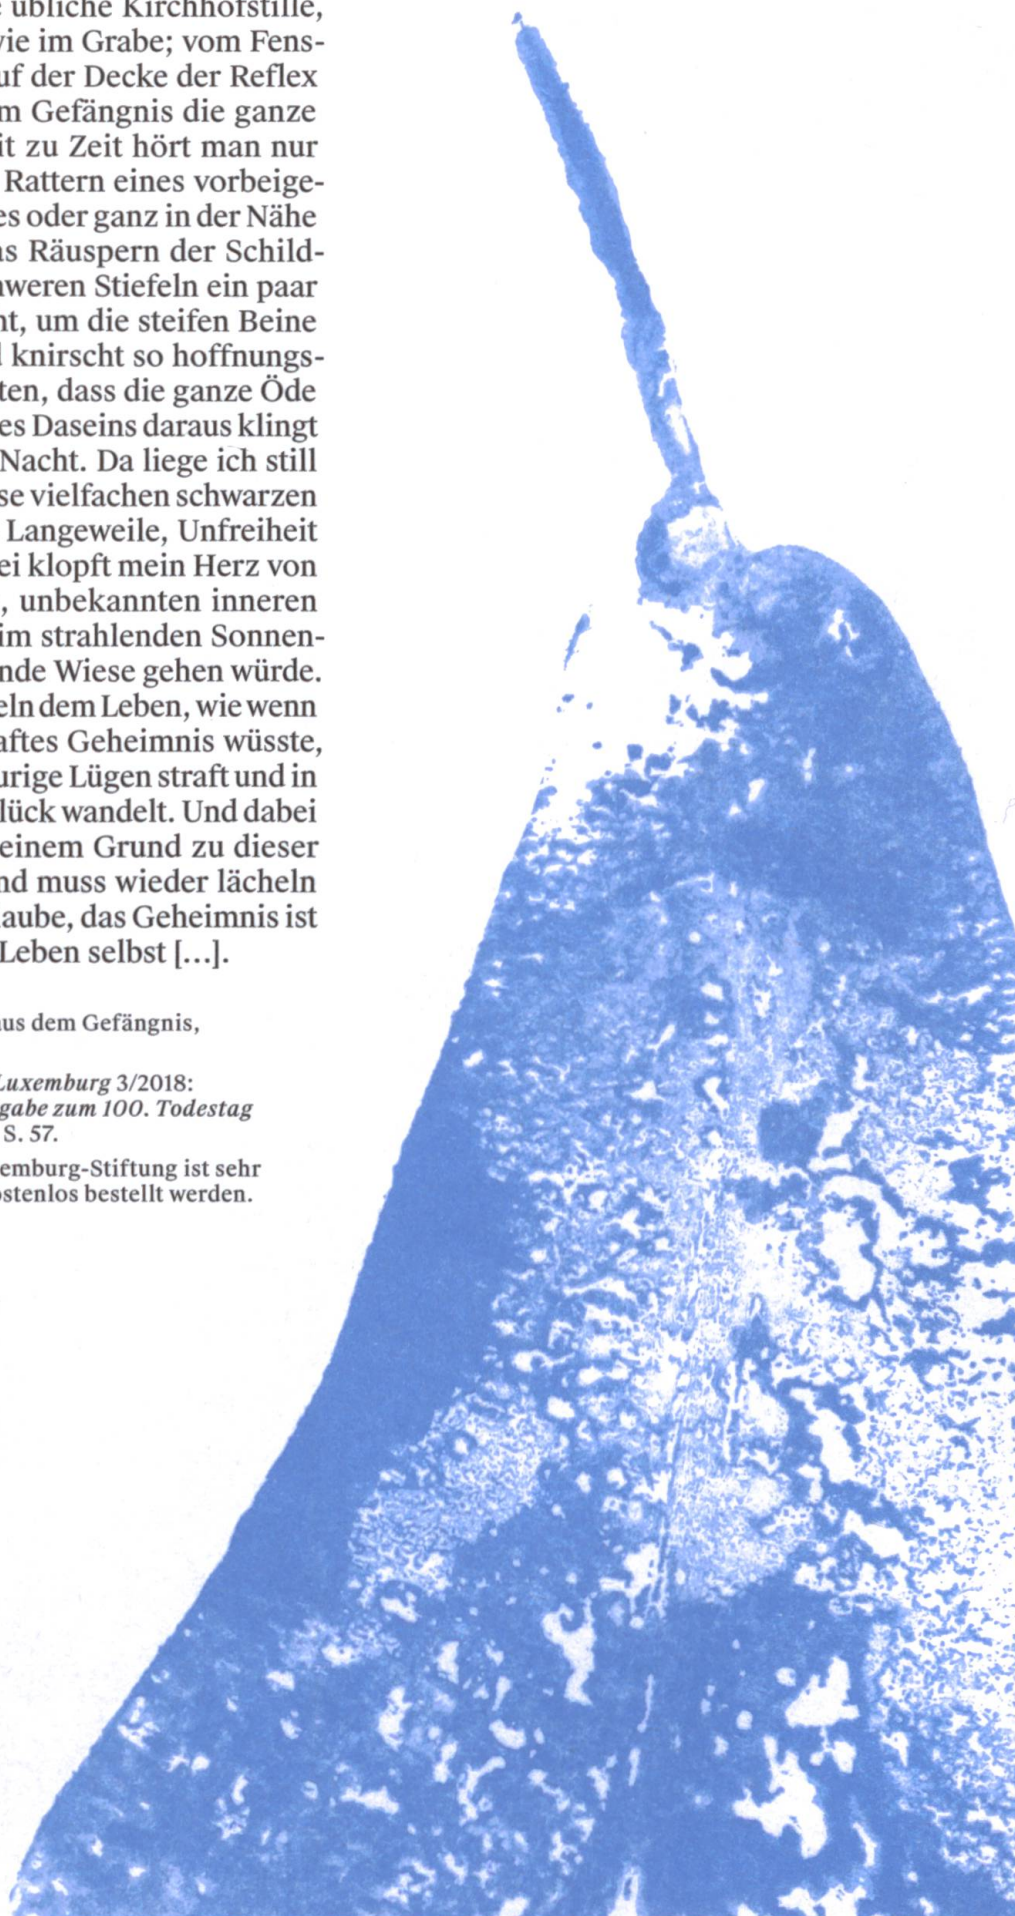 übliche Kirchhofstille,
wie im Grabe; vom Fens-
uf der Decke der Reflex
m Gefängnis die ganze
it zu Zeit hört man nur
Rattern eines vorbeige-
es oder ganz in der Nähe
as Räuspern der Schild-
hweren Stiefeln ein paar
ht, um die steifen Beine
knirscht so hoffnungs-
ten, dass die ganze Öde
es Daseins daraus klingt
Nacht. Da liege ich still
se vielfachen schwarzen
Langeweile, Unfreiheit
ei klopft mein Herz von
, unbekannten inneren
im strahlenden Sonnen-
nde Wiese gehen würde.
eln dem Leben, wie wenn
aftes Geheimnis wüsste,
urige Lügen straft und in
lück wandelt. Und dabei
einem Grund zu dieser
nd muss wieder lächeln
laube, das Geheimnis ist
Leben selbst […].
aus dem Gefängnis,
Luxemburg 3/2018:
gabe zum 100. Todestag
S. 57.
emburg-Stiftung ist sehr
ostenlos bestellt werden.